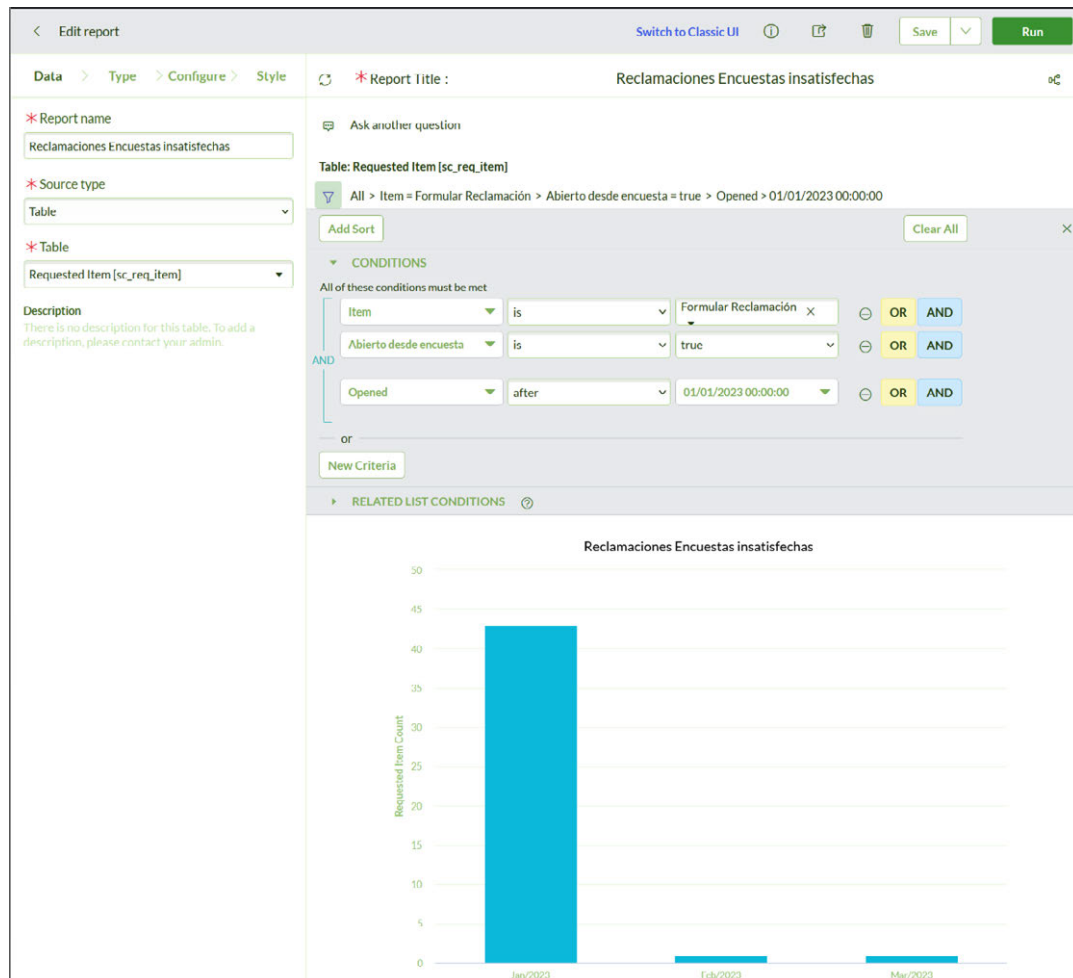 Edit report
Switch to Classic UI
Save
Run
Data Type Configure Style
Report Title : Reclamaciones Encuestas insatisfechas
Report name
Reclamaciones Encuestas insatisfechas
Source type
Table
Table
Requested Item [sc_req_item]
Description
There is no description for this table. To add a
description, please contact your admin.
Ask another question
Table: Requested Item [sc_req_item]
All > Item = Formular Reclamación > Abierto desde encuesta = true > Opened > 01/01/2023 00:00:00
Add Sort
Clear All
CONDITIONS
All of these conditions must be met
Item is Formular Reclamación OR AND
Abierto desde encuesta is true OR AND
AND
Opened after 01/01/2023 00:00:00 OR AND
or
New Criteria
RELATED LIST CONDITIONS
Reclamaciones Encuestas insatisfechas
Requested Item Count
50
45
40
35
30
25
20
15
10
5
0
Jan/2023 Feb/2023 Mar/2023